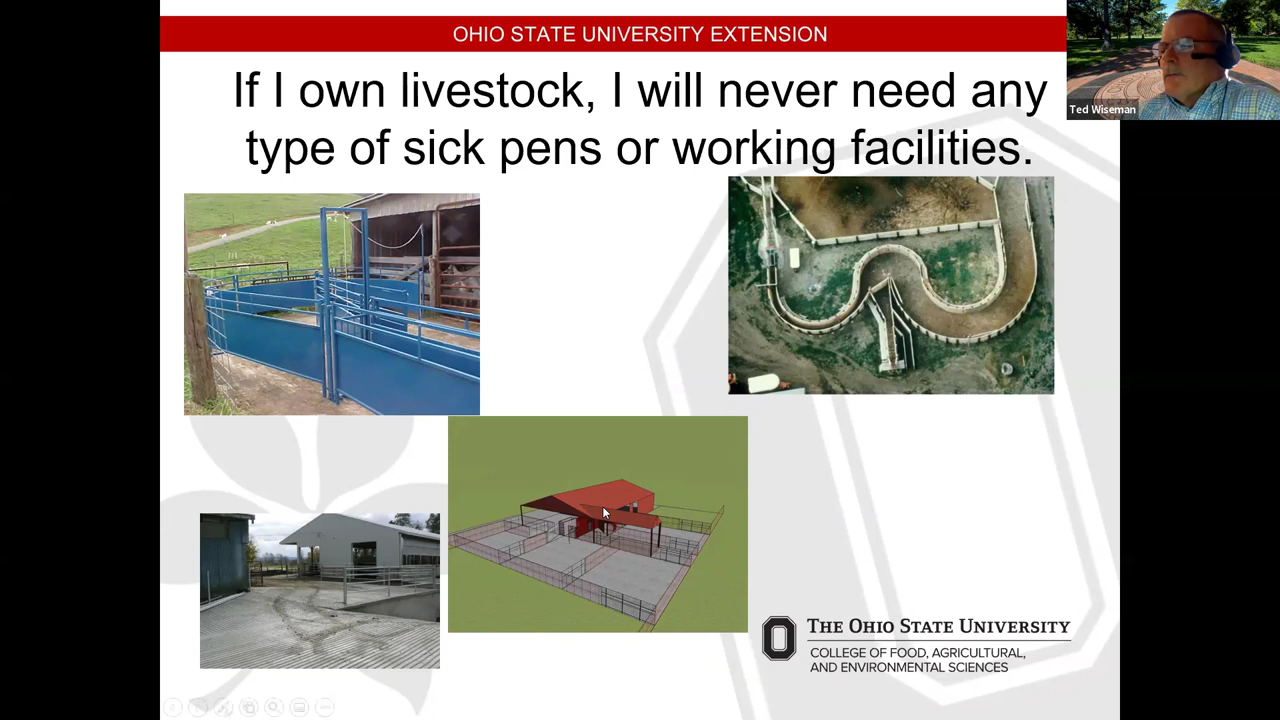 OHIO STATE UNIVERSITY EXTENSION
If I own livestock, I will never need any
type of sick pens or working facilities.
Ted Wiseman
THE OHIO STATE UNIVERSITY
COLLEGE OF FOOD, AGRICULTURAL,
AND ENVIRONMENTAL SCIENCES